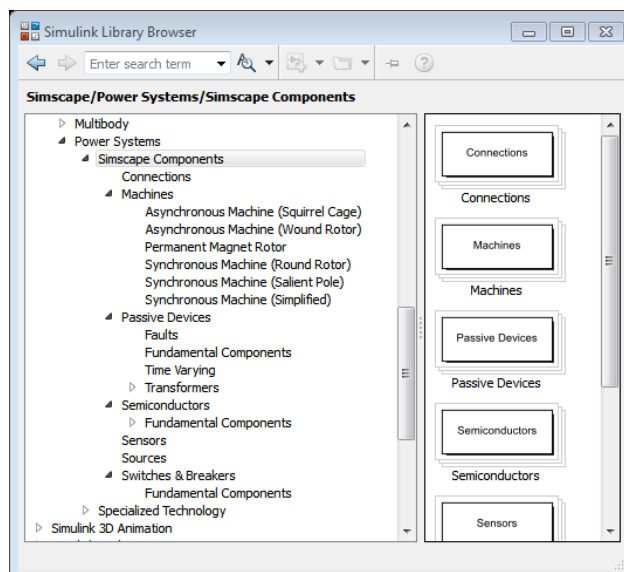 Simulink Library Browser
Enter search term
Simscape/Power Systems/Simscape Components
Multibody
Power Systems
Simscape Components
Connections
Machines
Asynchronous Machine (Squirrel Cage)
Asynchronous Machine (Wound Rotor)
Permanent Magnet Rotor
Synchronous Machine (Round Rotor)
Synchronous Machine (Salient Pole)
Synchronous Machine (Simplified)
Passive Devices
Faults
Fundamental Components
Time Varying
Transformers
Semiconductors
Fundamental Components
Sensors
Sources
Switches & Breakers
Fundamental Components
Specialized Technology
Simulink 3D Animation
Connections
Connections
Machines
Machines
Passive Devices
Passive Devices
Semiconductors
Semiconductors
Sensors